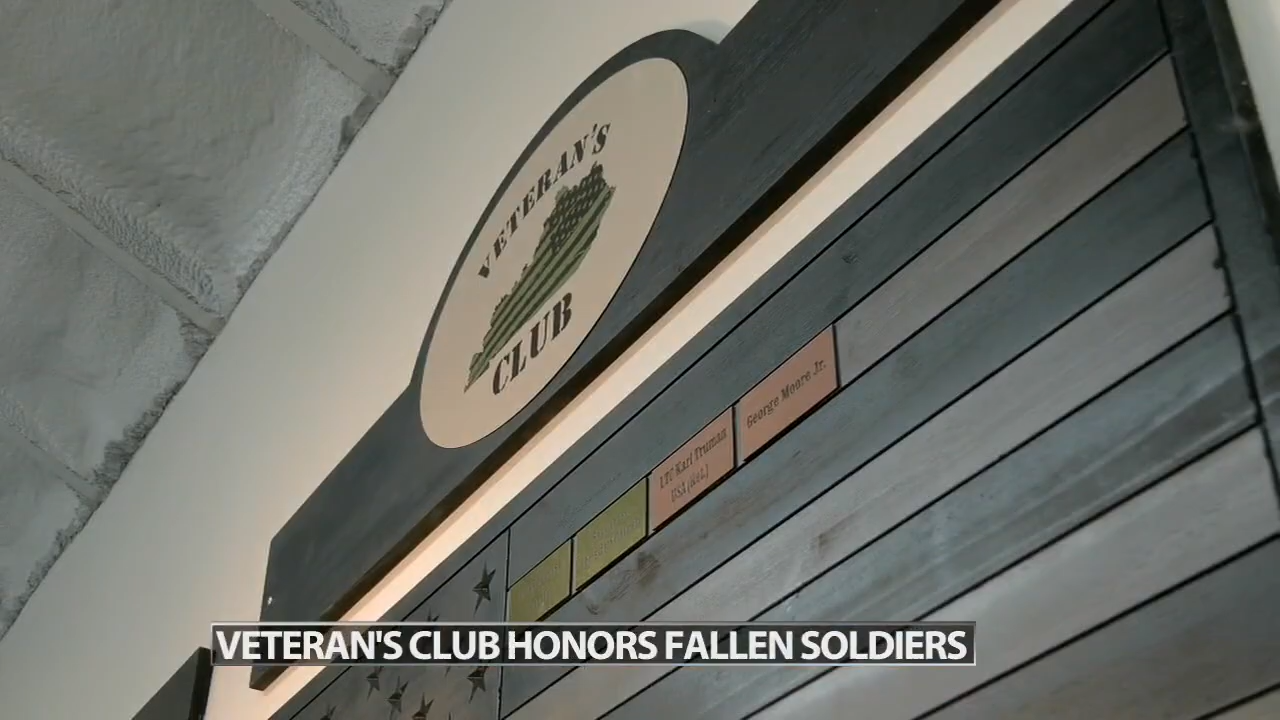 VETERAN'S
CLUB
George Moore Jr.
LTC Karl Truman
USA (Ret.)
VETERAN'S CLUB HONORS FALLEN SOLDIERS